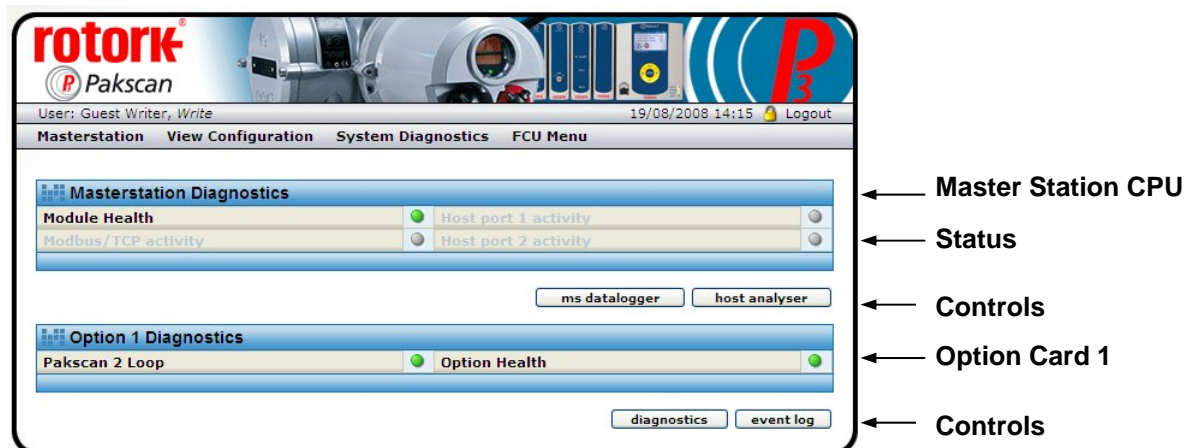 rotork®
Pakscan
P3
User: Guest Writer, Write 19/08/2008 14:15 Logout
Masterstation View Configuration System Diagnostics FCU Menu
Masterstation Diagnostics
Master Station CPU
Module Health Host port 1 activity
Modbus/TCP activity Host port 2 activity
Status
ms datalogger host analyser
Controls
Option 1 Diagnostics
Pakscan 2 Loop Option Health
Option Card 1
diagnostics event log
Controls